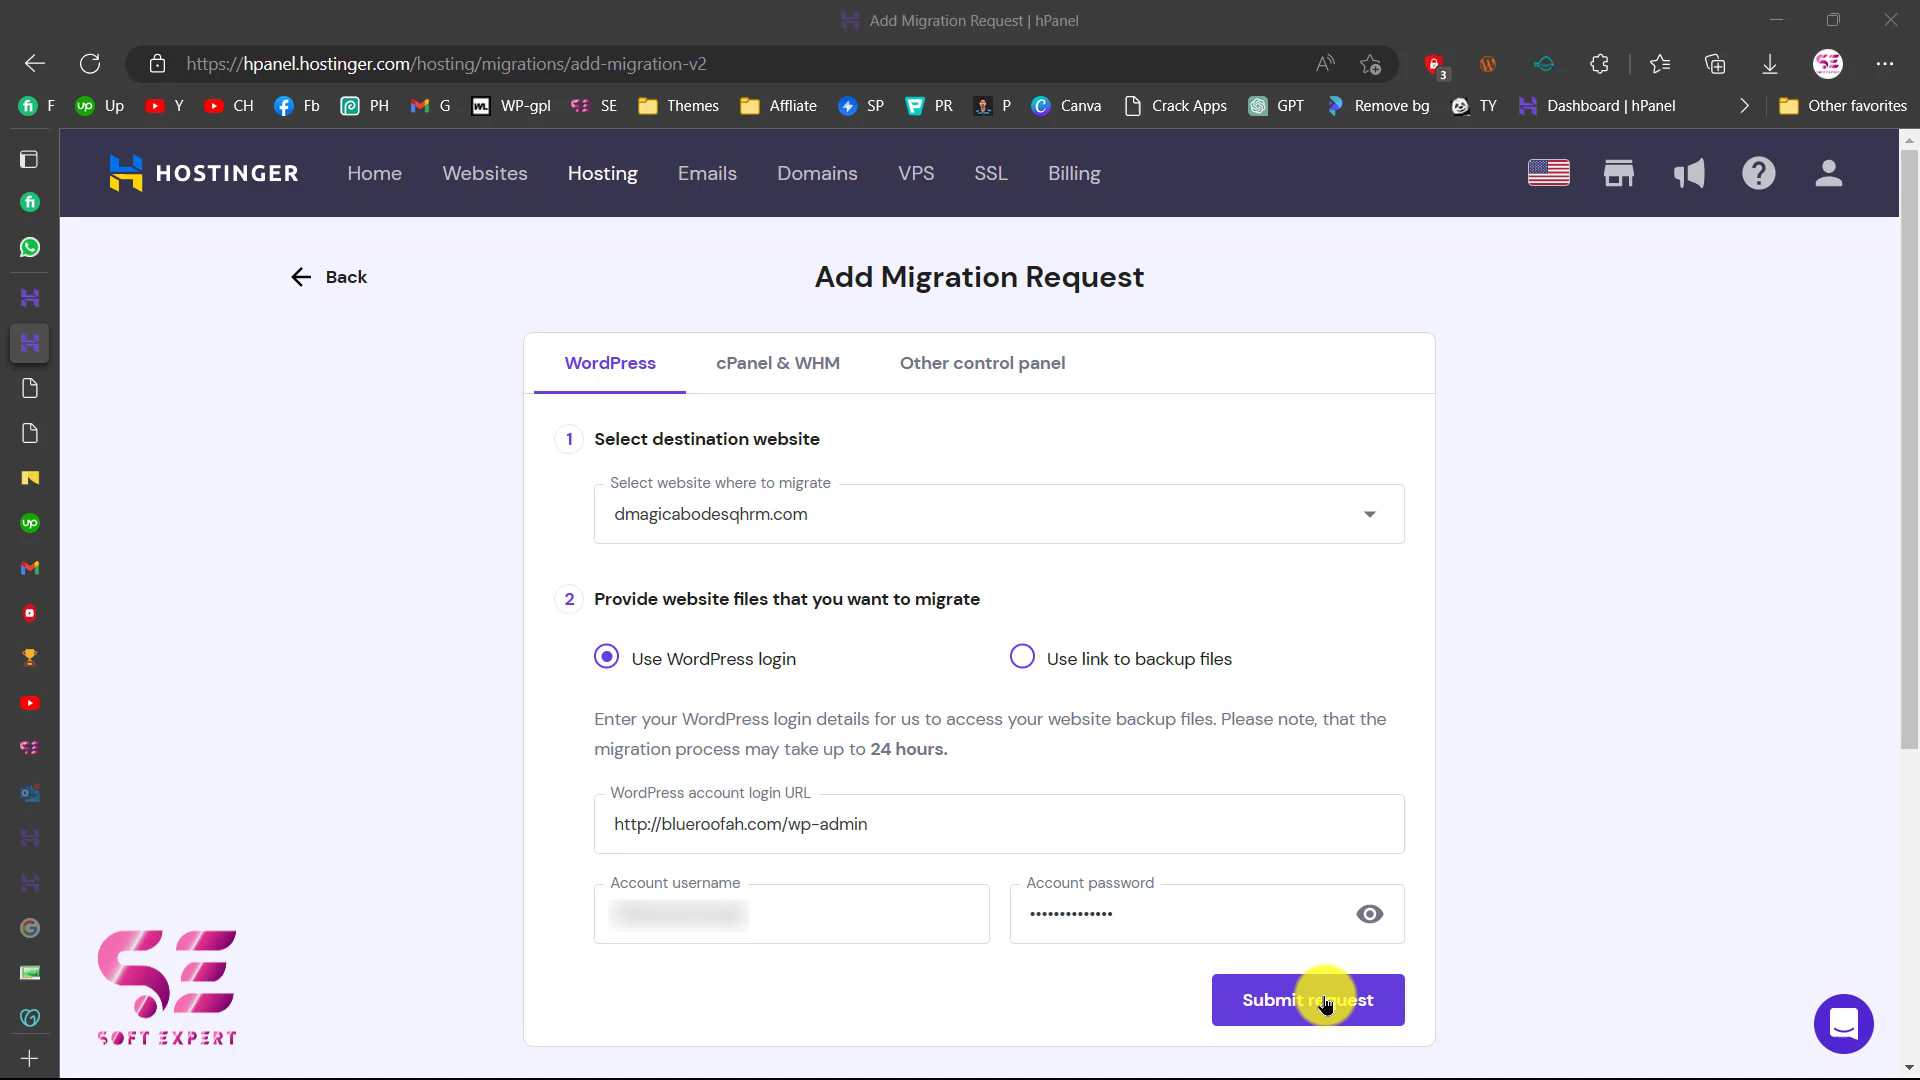 Add Migration Request | hPanel
https://hpanel.hostinger.com/hosting/migrations/add-migration-v2
3
F Up Y CH Fb PH G WP-gpl SE Themes Affliate SP PR P Canva Crack Apps GPT Remove bg TY Dashboard | hPanel Other favorites
HOSTINGER Home Websites Hosting Emails Domains VPS SSL Billing
Back
Add Migration Request
WordPress cPanel & WHM Other control panel
1 Select destination website
Select website where to migrate
dmagicabodesqhrm.com
2 Provide website files that you want to migrate
Use WordPress login Use link to backup files
Enter your WordPress login details for us to access your website backup files. Please note, that the
migration process may take up to 24 hours.
WordPress account login URL
http://blueroofah.com/wp-admin
Account username Account password
••••••••••••••
Submit request
SE
SOFT EXPERT